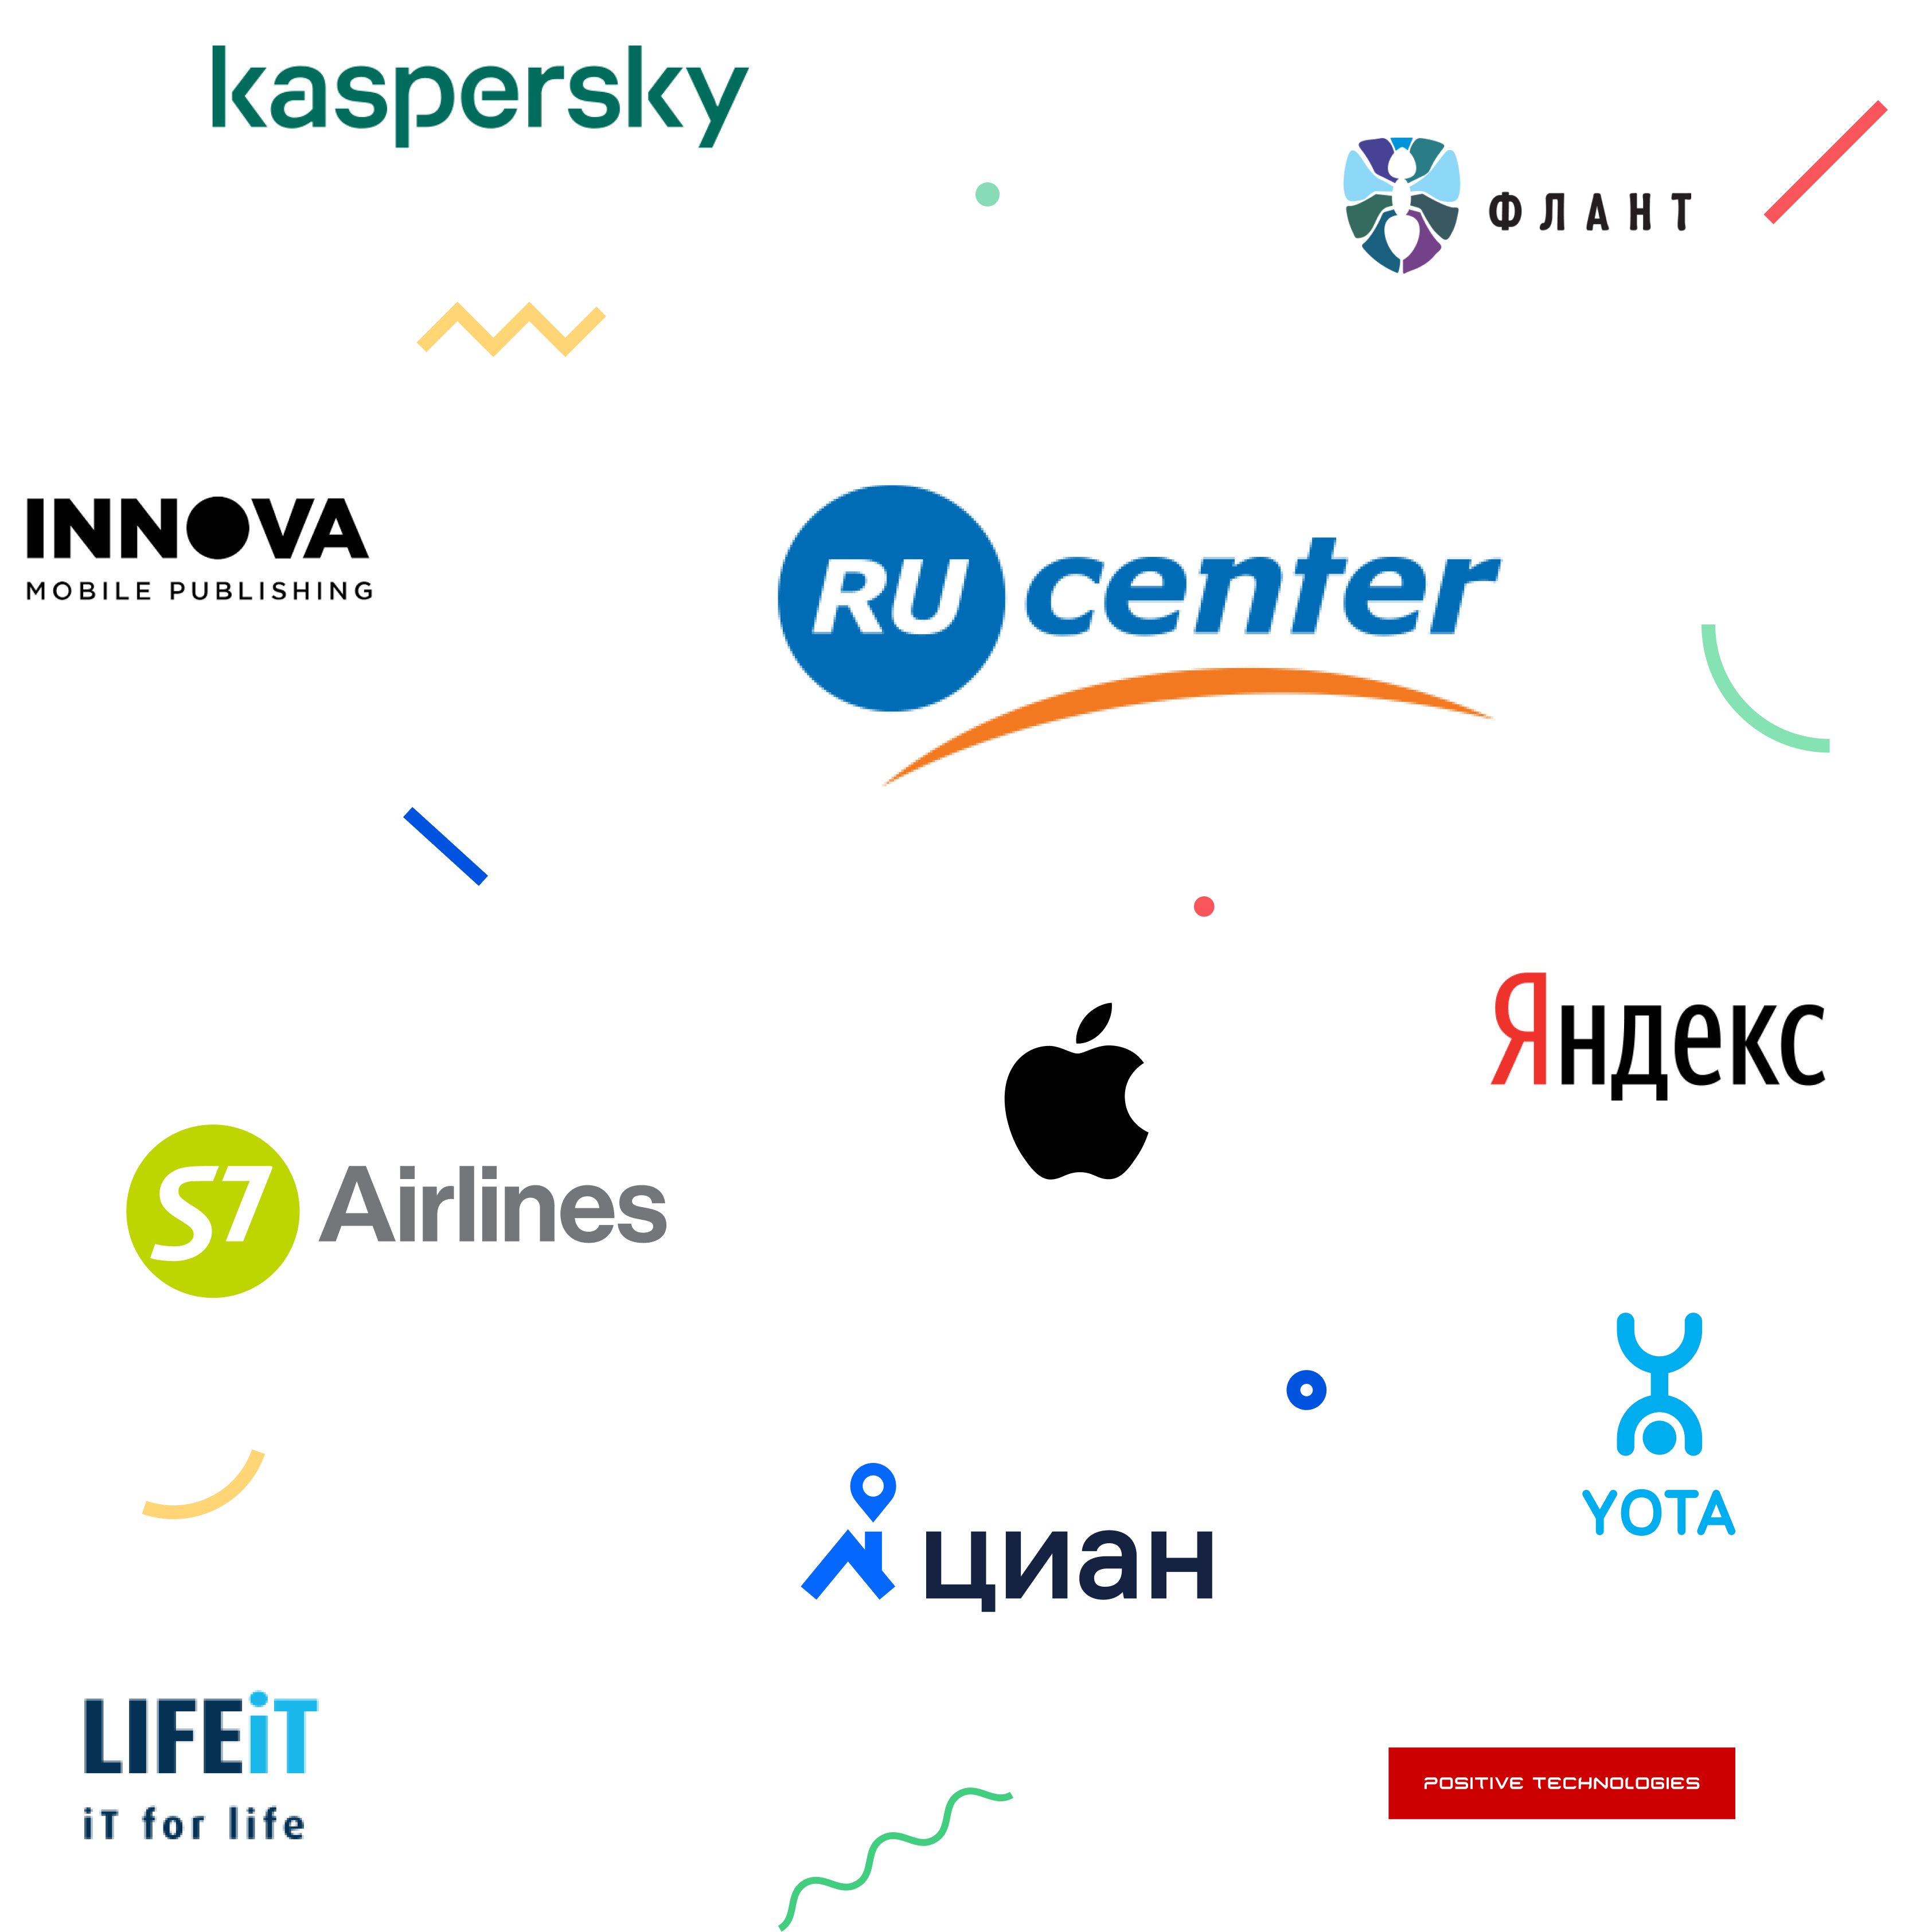 kaspersky
ФЛАНТ
INNOVA
MOBILE PUBLISHING
RU center
Яндекс
S7 Airlines
YOTA
циан
LIFEiT
iT for life
POSITIVE TECHNOLOGIES